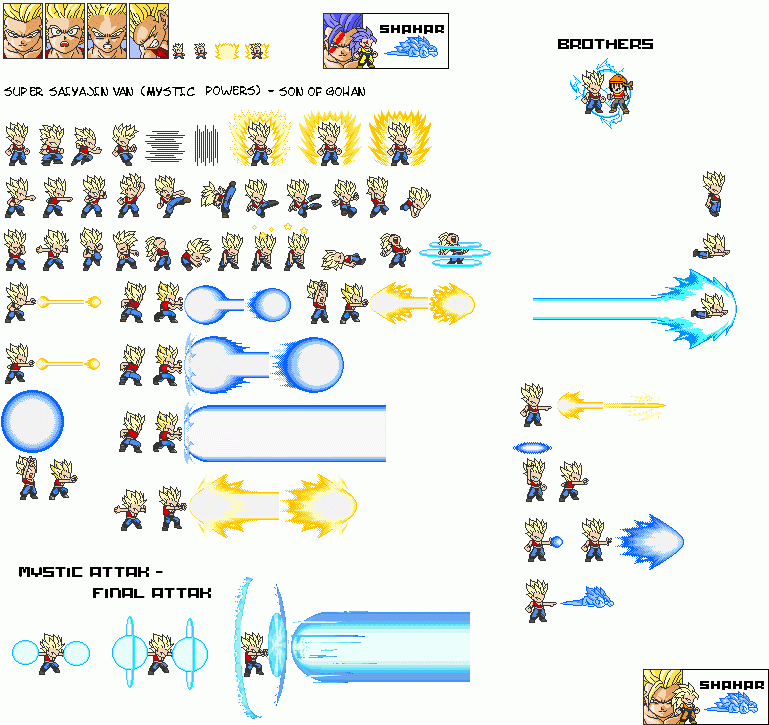 SHAHAR
BROTHERS
SUPER SAIYAJIN VAN (MYSTIC POWERS) - SON OF GOHAN
MYSTIC ATTAK -
FINAL ATTAK
SHAHAR